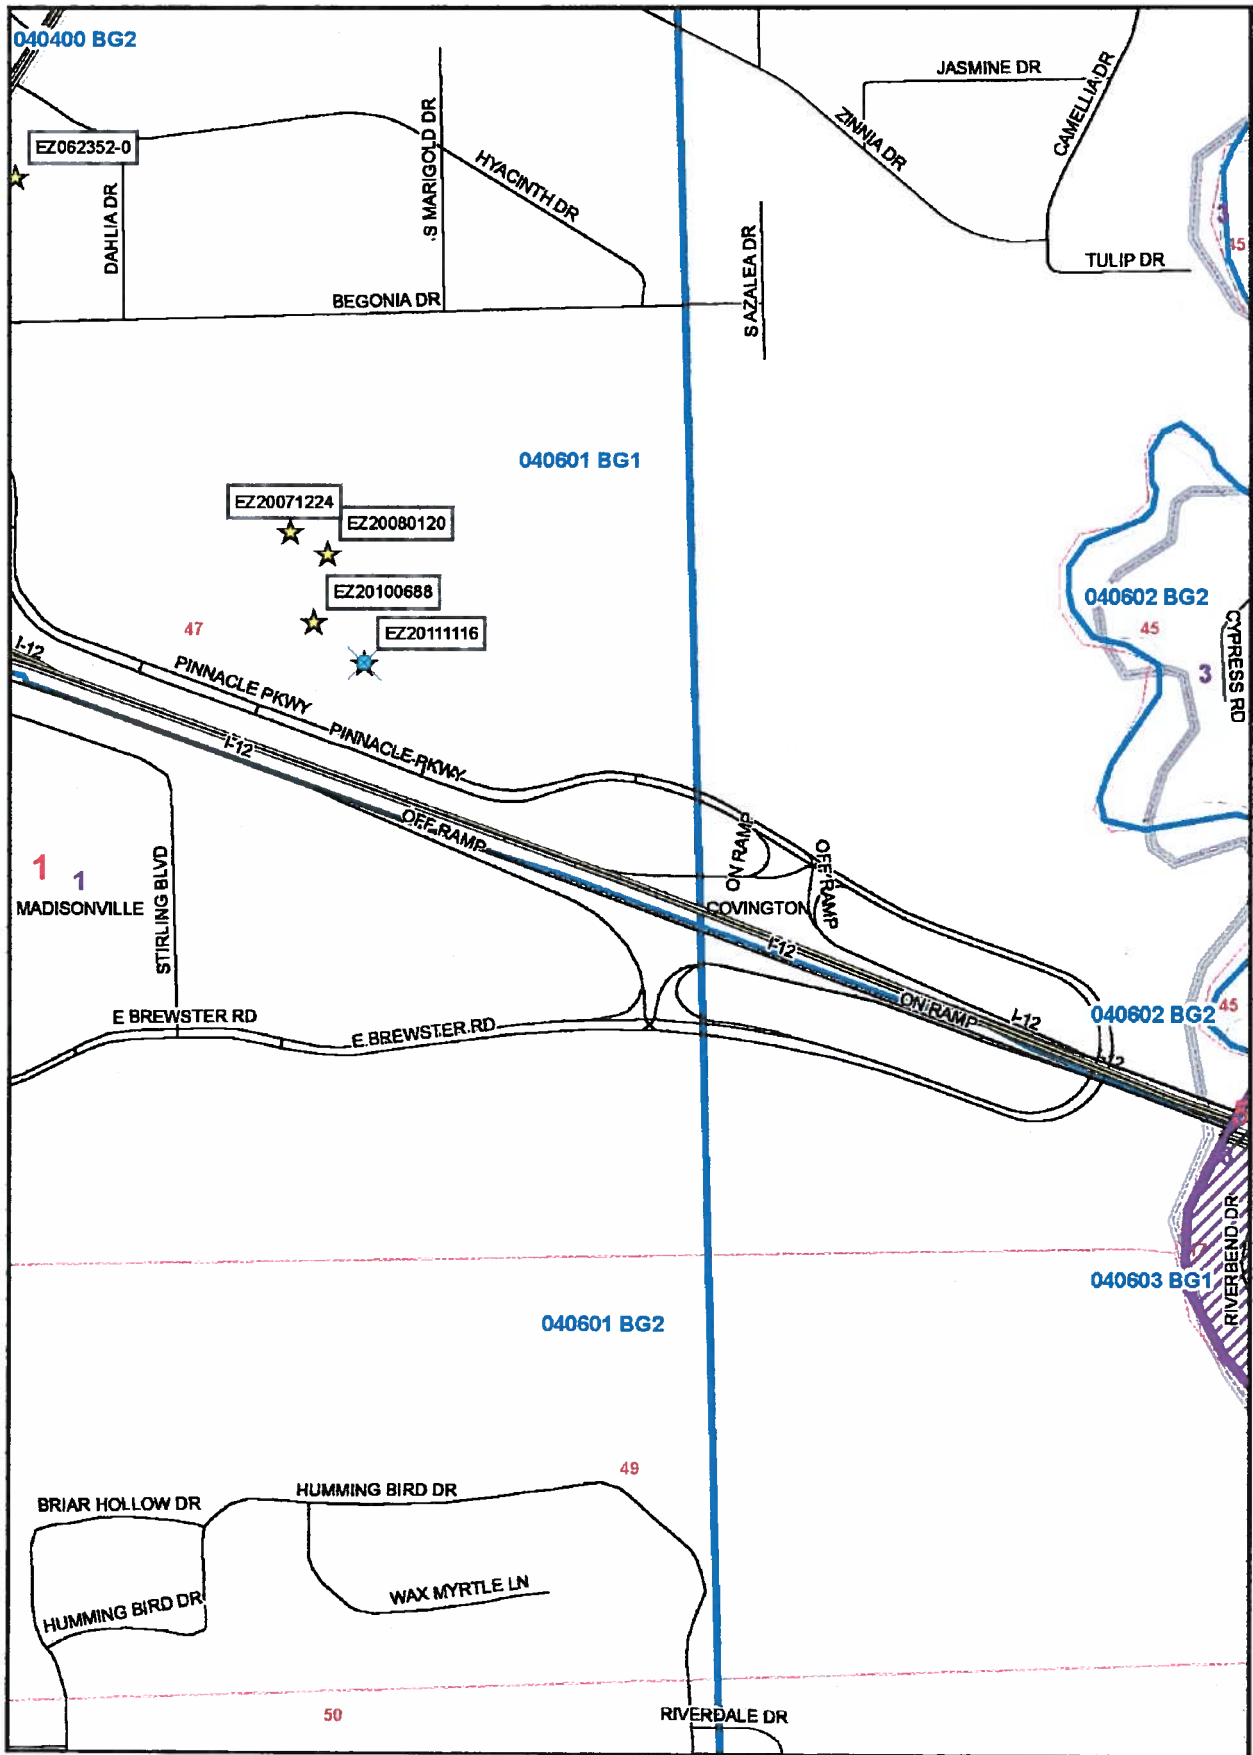 040400 BG2
JASMINE DR
CAMELLIA DR
ZINNIA DR
EZ062352-0
S MARIGOLD DR
HYACINTH DR
DAHLIA DR
3
45
S AZALEA DR
TULIP DR
BEGONIA DR
040601 BG1
EZ20071224
EZ20080120
EZ20100688
EZ20111116
47
040602 BG2
45
3
CYPRESS RD
I-12
PINNACLE PKWY
PINNACLE PKWY
I-12
OFF RAMP
ON RAMP
OFF RAMP
1
1
MADISONVILLE
STIRLING BLVD
COVINGTON
I-12
ON RAMP
I-12
I-12
040602 BG2
45
E BREWSTER RD
E BREWSTER RD
RIVERBEND DR
040603 BG1
040601 BG2
49
BRIAR HOLLOW DR
HUMMING BIRD DR
WAX MYRTLE LN
HUMMING BIRD DR
50
RIVERDALE DR